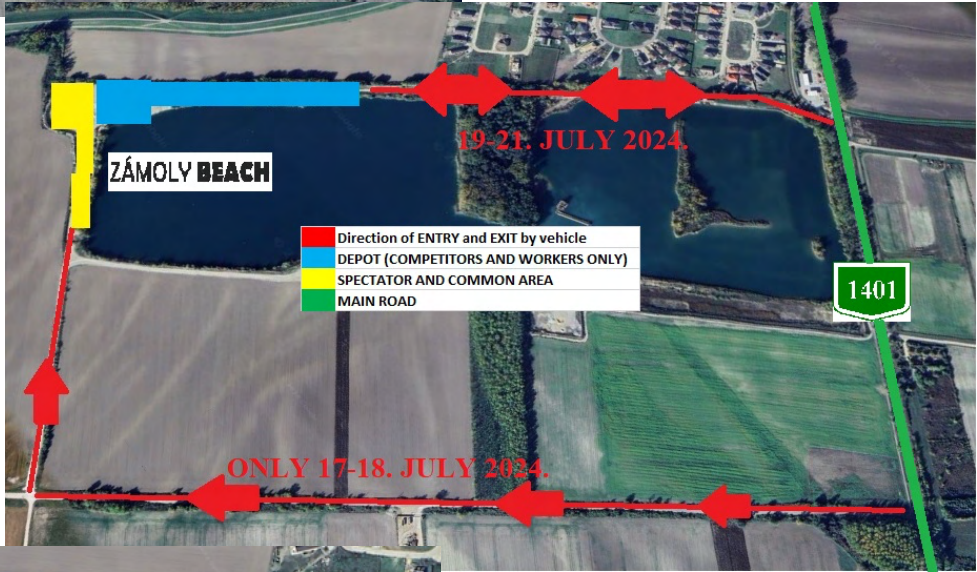 19-21. JULY 2024.
ZÁMOLY BEACH
Direction of ENTRY and EXIT by vehicle
DEPOT (COMPETITORS AND WORKERS ONLY)
SPECTATOR AND COMMON AREA
MAIN ROAD
1401
ONLY 17-18. JULY 2024.